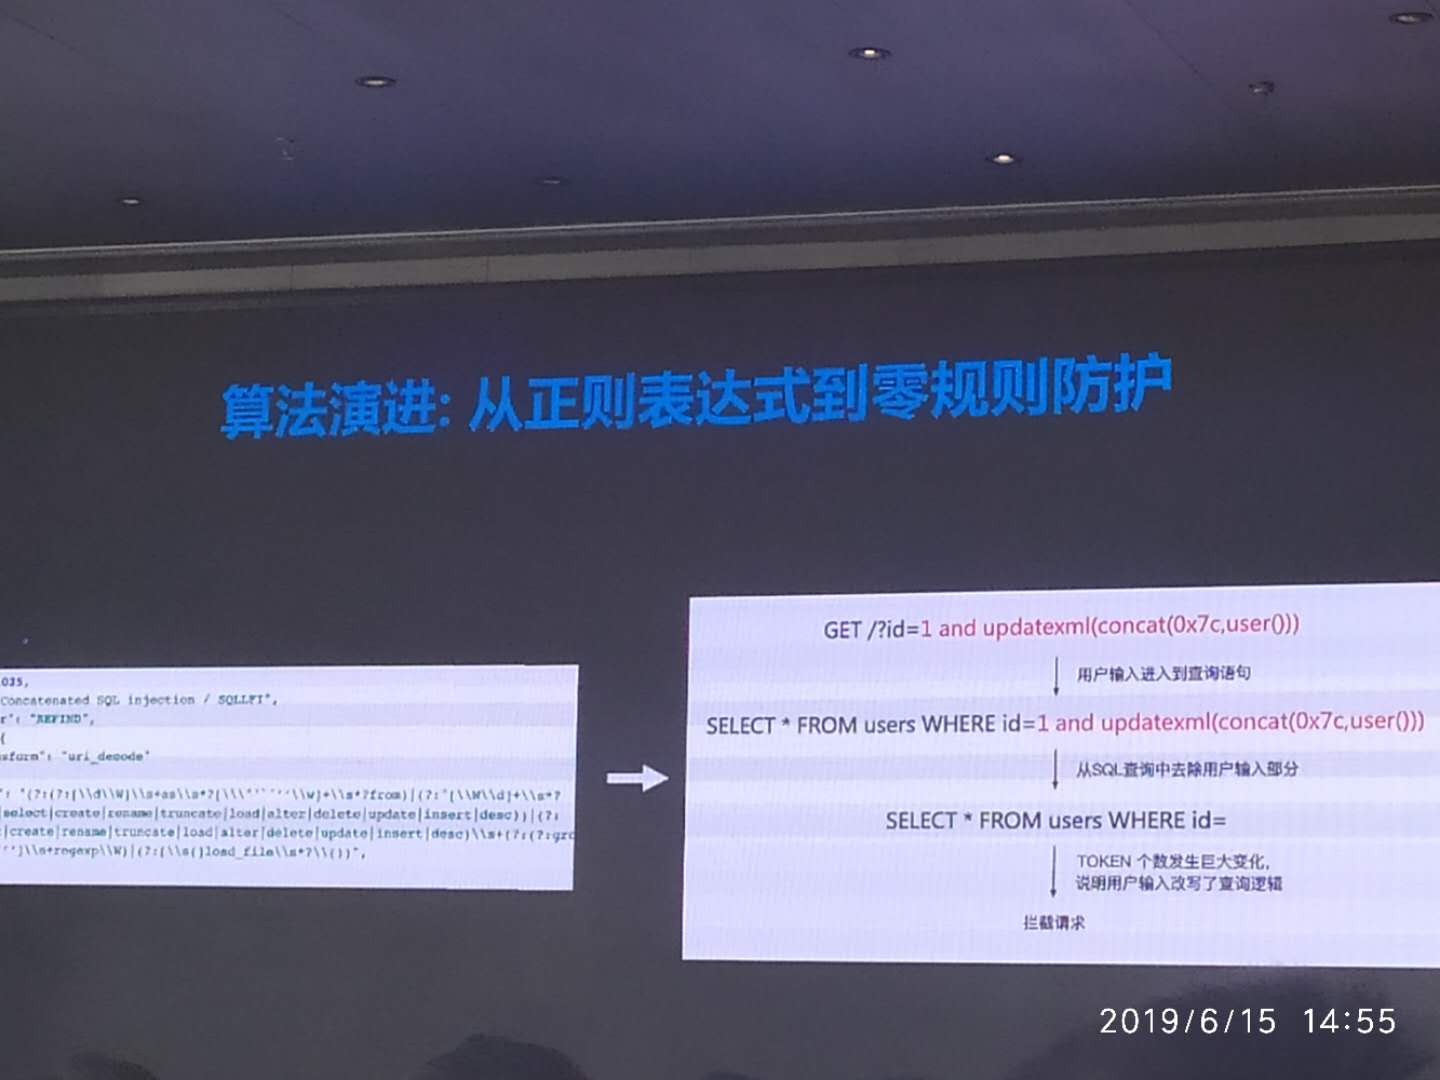 算法演进: 从正则表达式到零规则防护
035,
Concatenated SQL injection / SQLLFI",
r": "REFIND",
{
nsform": "uri_decode"
select|create|rename|truncate|load|alter|delete|update|insert|desc))|(?:
|create|rename|truncate|load|alter|delete|update|insert|desc)\\s+(?:(?:gro
GET /?id=1 and updatexml(concat(0x7c,user()))
用户输入进入到查询语句
SELECT * FROM users WHERE id=1 and updatexml(concat(0x7c,user()))
从SQL查询中去除用户输入部分
SELECT * FROM users WHERE id=
TOKEN 个数发生巨大变化,
说明用户输入改写了查询逻辑
拦截请求
2019/6/15 14:55